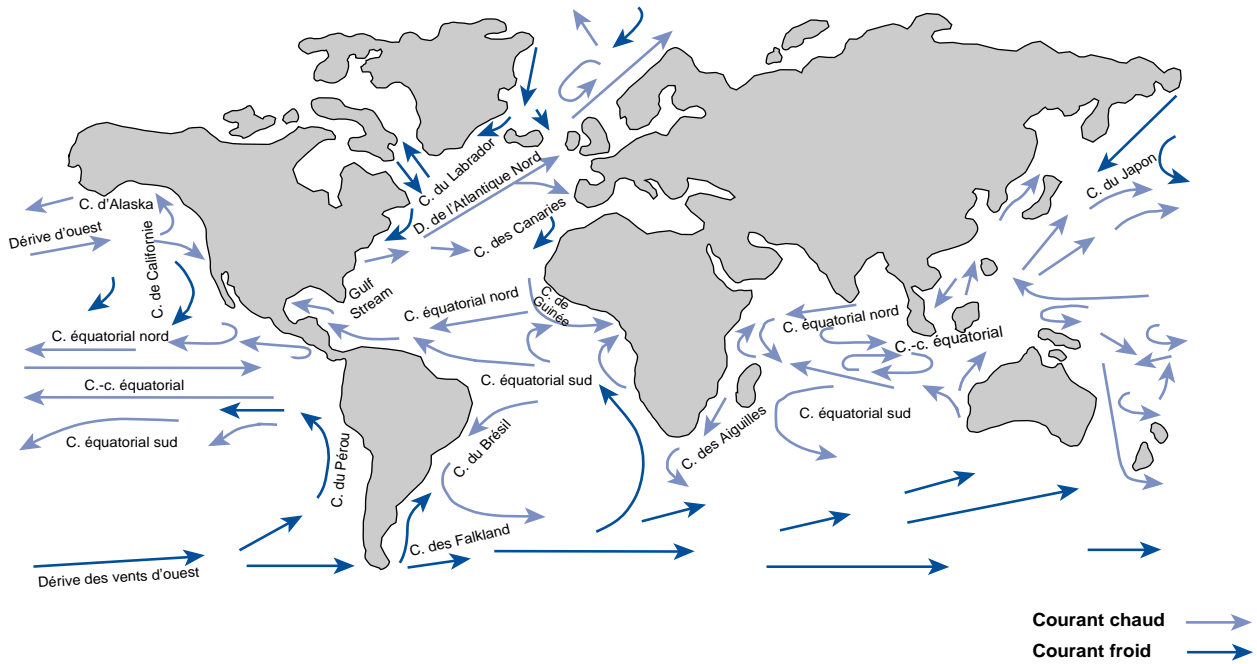 C. du Labrador
D. de l'Atlantique Nord
C. du Japon
C. d'Alaska
Dérive d'ouest
C. de Californie
C. des Canaries
Gulf
Stream
C. de
Guinée
C. équatorial nord
C. équatorial nord
C. équatorial nord
C.-c. équatorial
C.-c. équatorial
C. équatorial sud
C. équatorial sud
C. équatorial sud
C. du Pérou
C. du Brésil
C. des Aiguilles
C. des Falkland
Dérive des vents d'ouest
Courant chaud
Courant froid